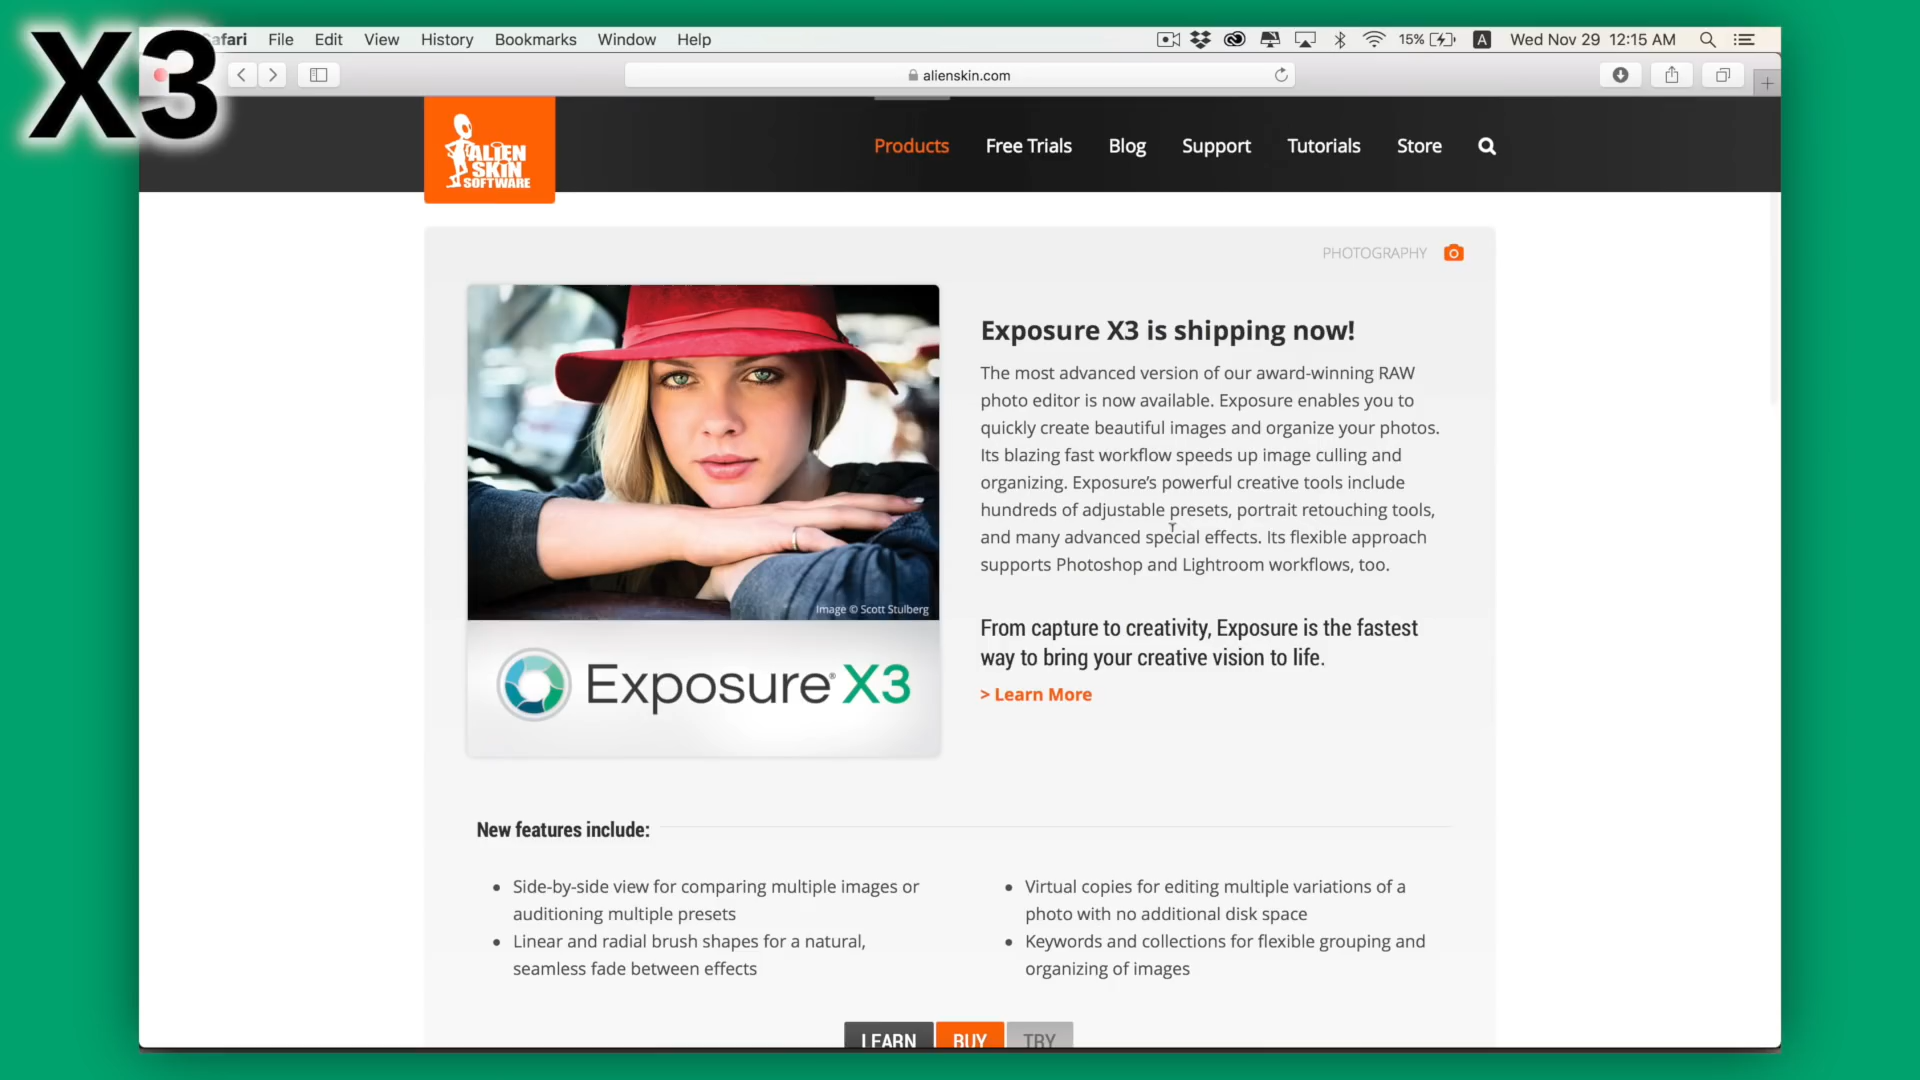 X3
afari File Edit View History Bookmarks Window Help 15% A Wed Nov 29 12:15 AM
alienskin.com
ALIEN
SKIN
SOFTWARE
Products Free Trials Blog Support Tutorials Store
PHOTOGRAPHY
Exposure X3 is shipping now!
The most advanced version of our award-winning RAW
photo editor is now available. Exposure enables you to
quickly create beautiful images and organize your photos.
Its blazing fast workflow speeds up image culling and
organizing. Exposure's powerful creative tools include
hundreds of adjustable presets, portrait retouching tools,
and many advanced special effects. Its flexible approach
supports Photoshop and Lightroom workflows, too.
Image © Scott Stulberg
Exposure® X3
From capture to creativity, Exposure is the fastest
way to bring your creative vision to life.
> Learn More
New features include:
• Side-by-side view for comparing multiple images or
auditioning multiple presets
• Linear and radial brush shapes for a natural,
seamless fade between effects
• Virtual copies for editing multiple variations of a
photo with no additional disk space
• Keywords and collections for flexible grouping and
organizing of images
LEARN BUY TRY